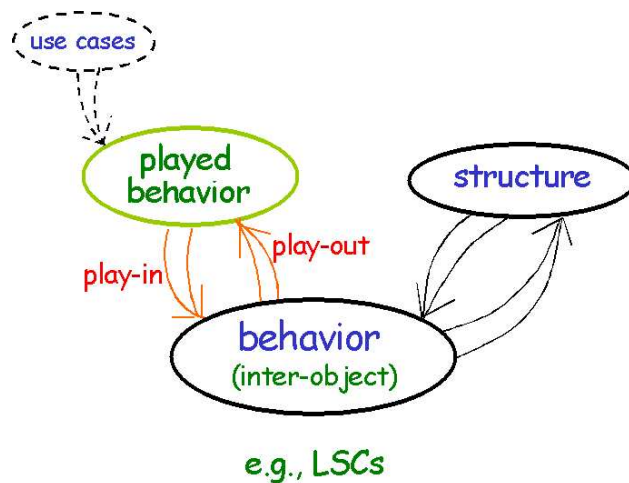 use cases
played
behavior
structure
play-in
play-out
behavior
(inter-object)
e.g., LSCs